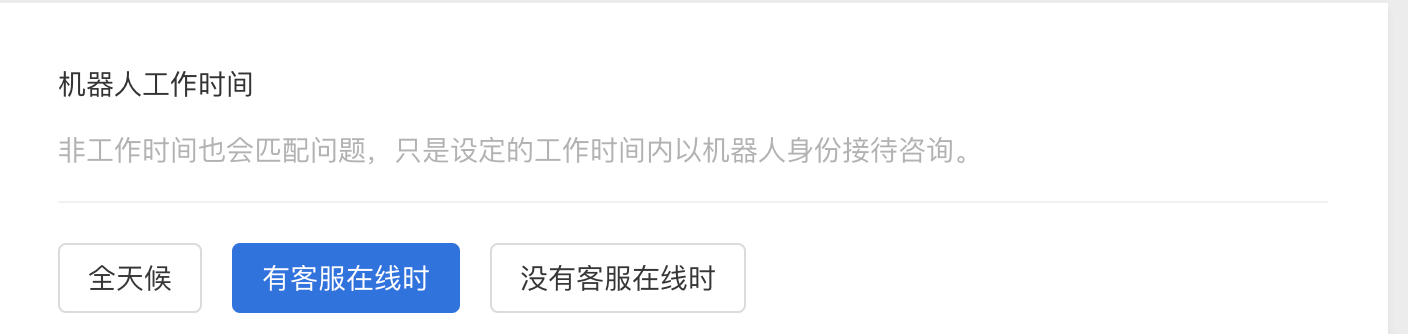 机器人工作时间
非工作时间也会匹配问题，只是设定的工作时间内以机器人身份接待咨询。
全天候 有客服在线时 没有客服在线时